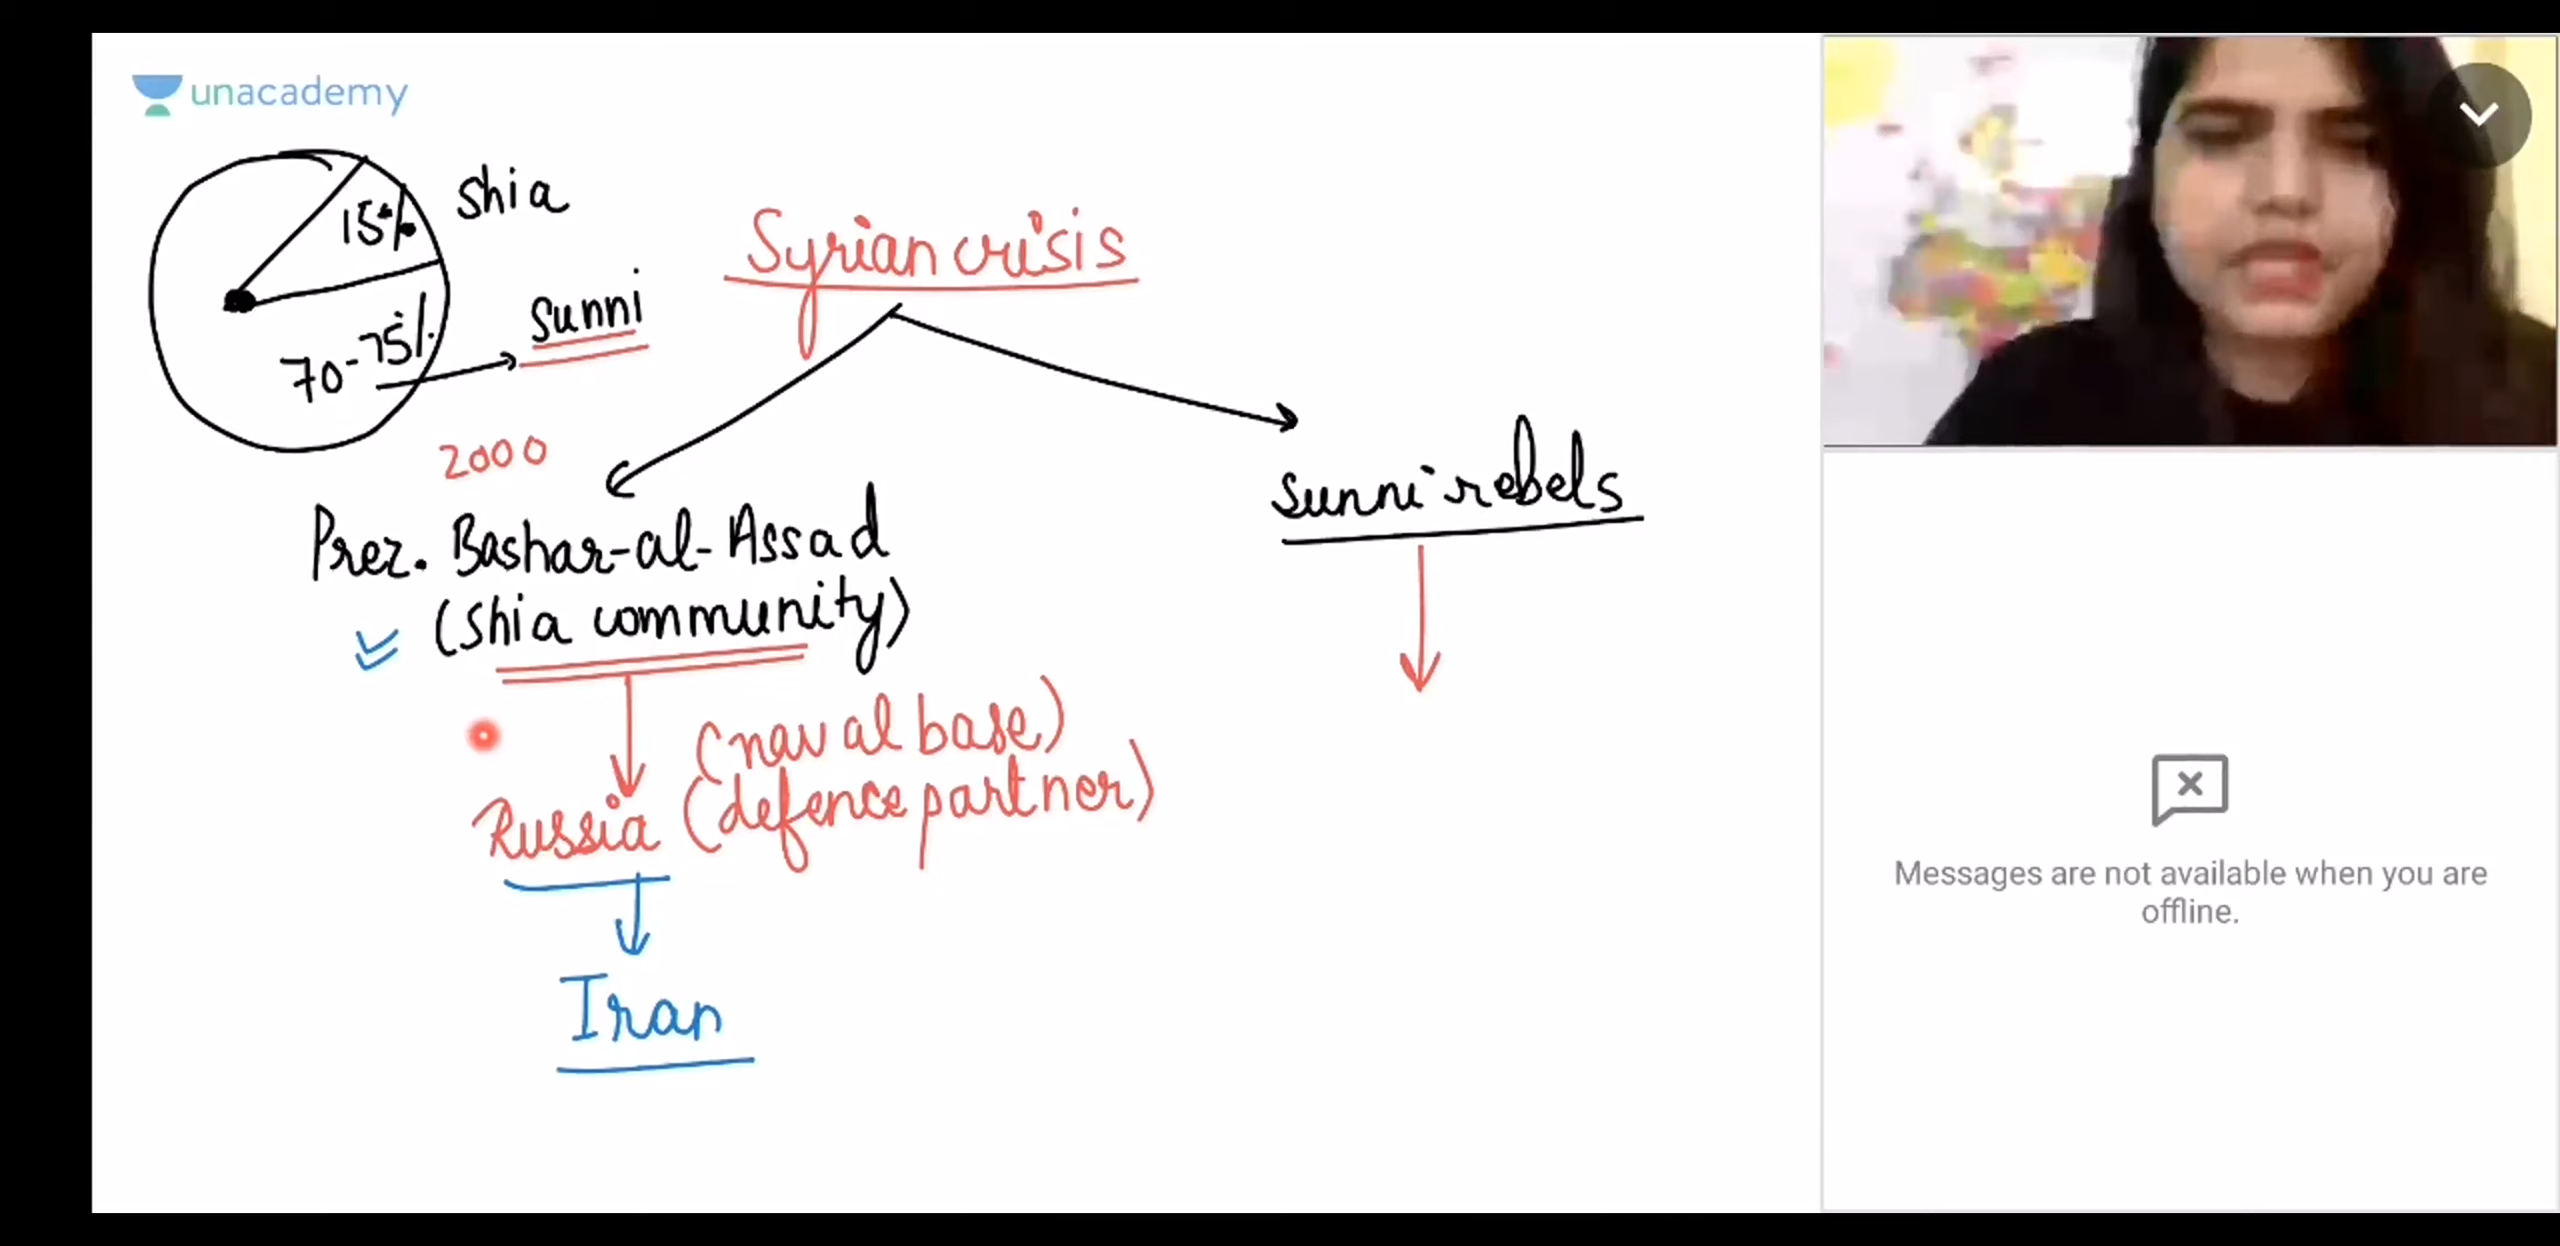 unacademy
15%
Shia
70-75%
Sunni
Syrian crisis
2000
Prez. Bashar-al-Assad
(Shia community)
Sunni rebels
(naval base)
Russia (defence partner)
Iran
Messages are not available when you are
offline.